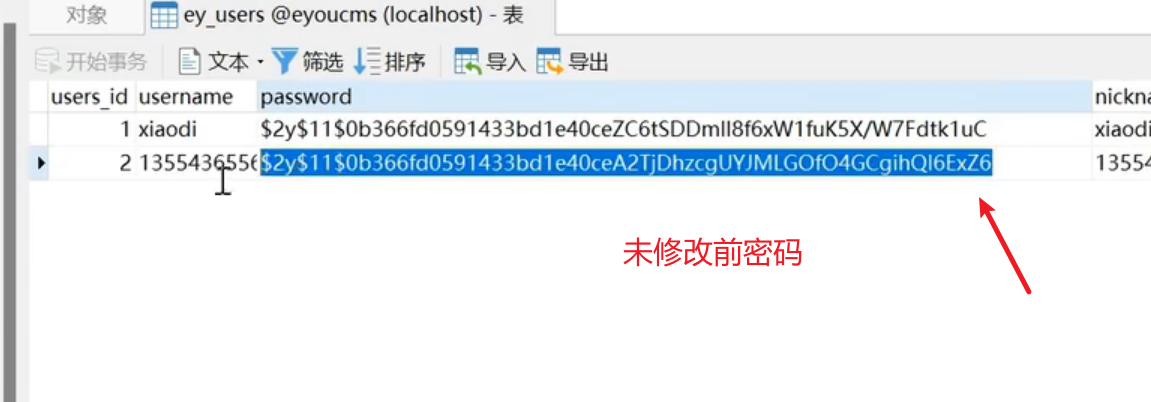 对象 ey_users @eyoucms (localhost) - 表
开始事务 文本 筛选 排序 导入 导出
users_id username password nickna
1 xiaodi $2y$11$0b366fd0591433bd1e40ceZC6tSDDmlI8f6xW1fuK5X/W7Fdtk1uC xiaodi
2 1355436556 $2y$11$0b366fd0591433bd1e40ceA2TjDhzcgUYJMLGOfO4GCgihQI6ExZ6 13554
未修改前密码